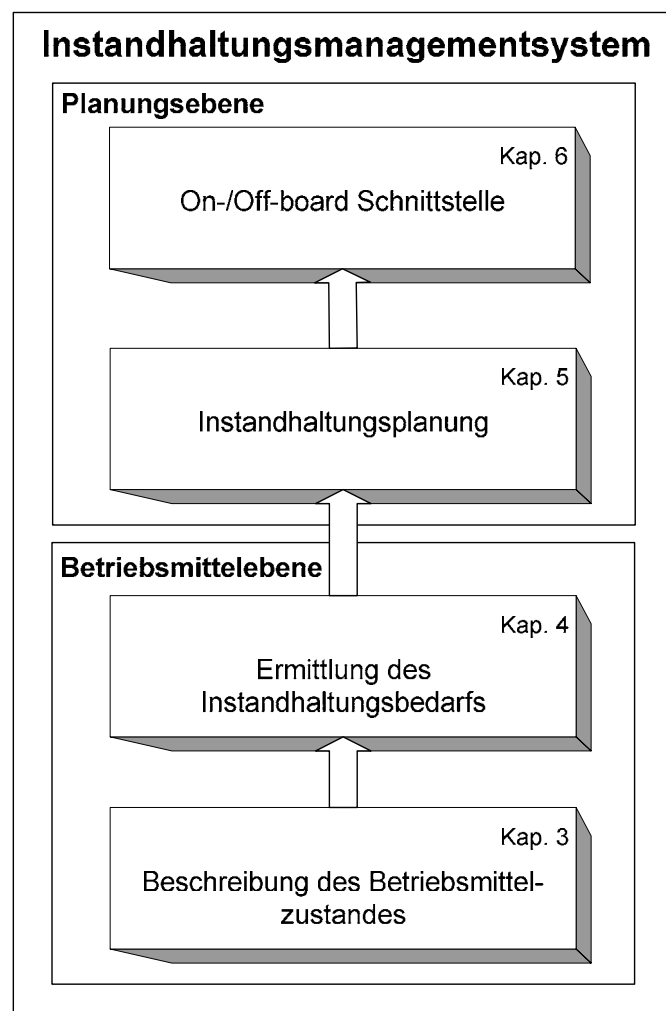 Instandhaltungsmanagementsystem
Planungsebene
Kap. 6
On-/Off-board Schnittstelle
Kap. 5
Instandhaltungsplanung
Betriebsmittelebene
Kap. 4
Ermittlung des
Instandhaltungsbedarfs
Kap. 3
Beschreibung des Betriebsmittel-
zustandes